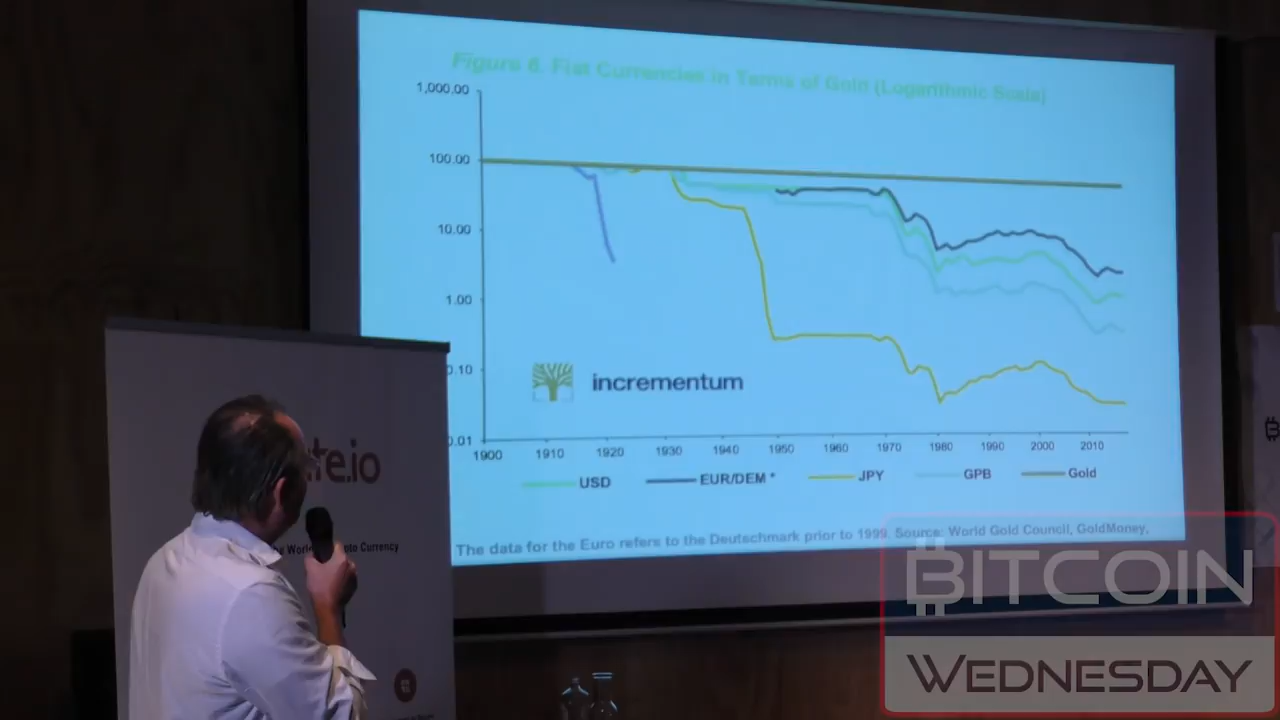 Figure 6. Fiat Currencies in Terms of Gold (Logarithmic Scale)
1,000.00
100.00
10.00
1.00
0.10
0.01
1900 1910 1920 1930 1940 1950 1960 1970 1980 1990 2000 2010
incrementum
USD EUR/DEM * JPY GPB Gold
The data for the Euro refers to the Deutschmark prior to 1999. Source: World Gold Council, GoldMoney,
te.io
Currency
BITCOIN
WEDNESDAY